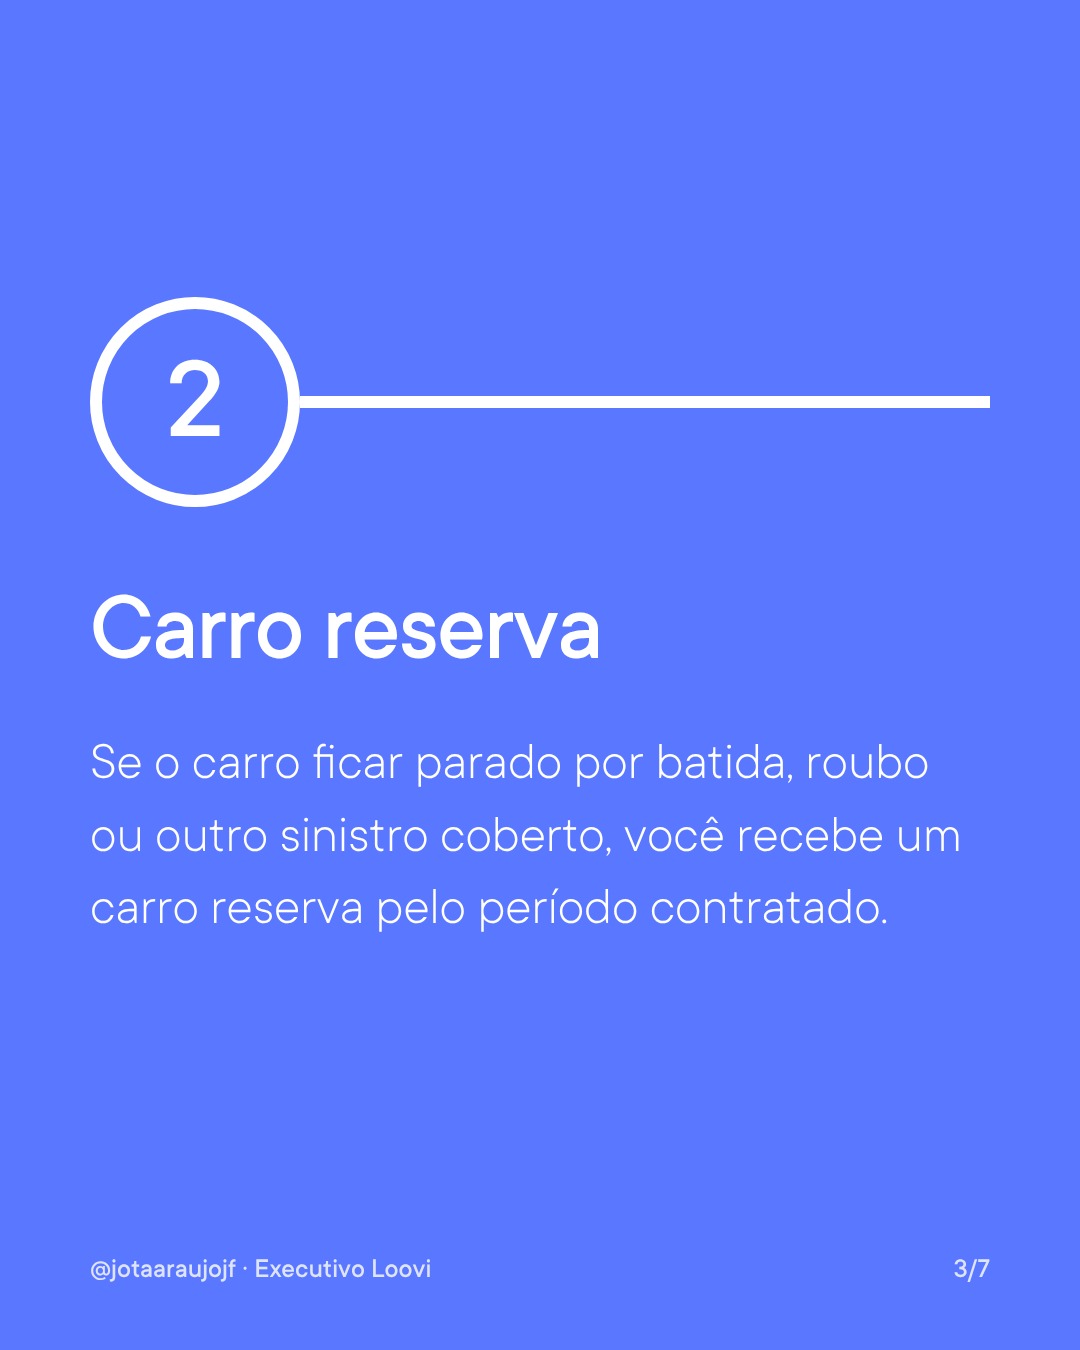 2
Carro reserva
Se o carro ficar parado por batida, roubo
ou outro sinistro coberto, você recebe um
carro reserva pelo período contratado.
@jotaaraujojf · Executivo Loovi
3/7